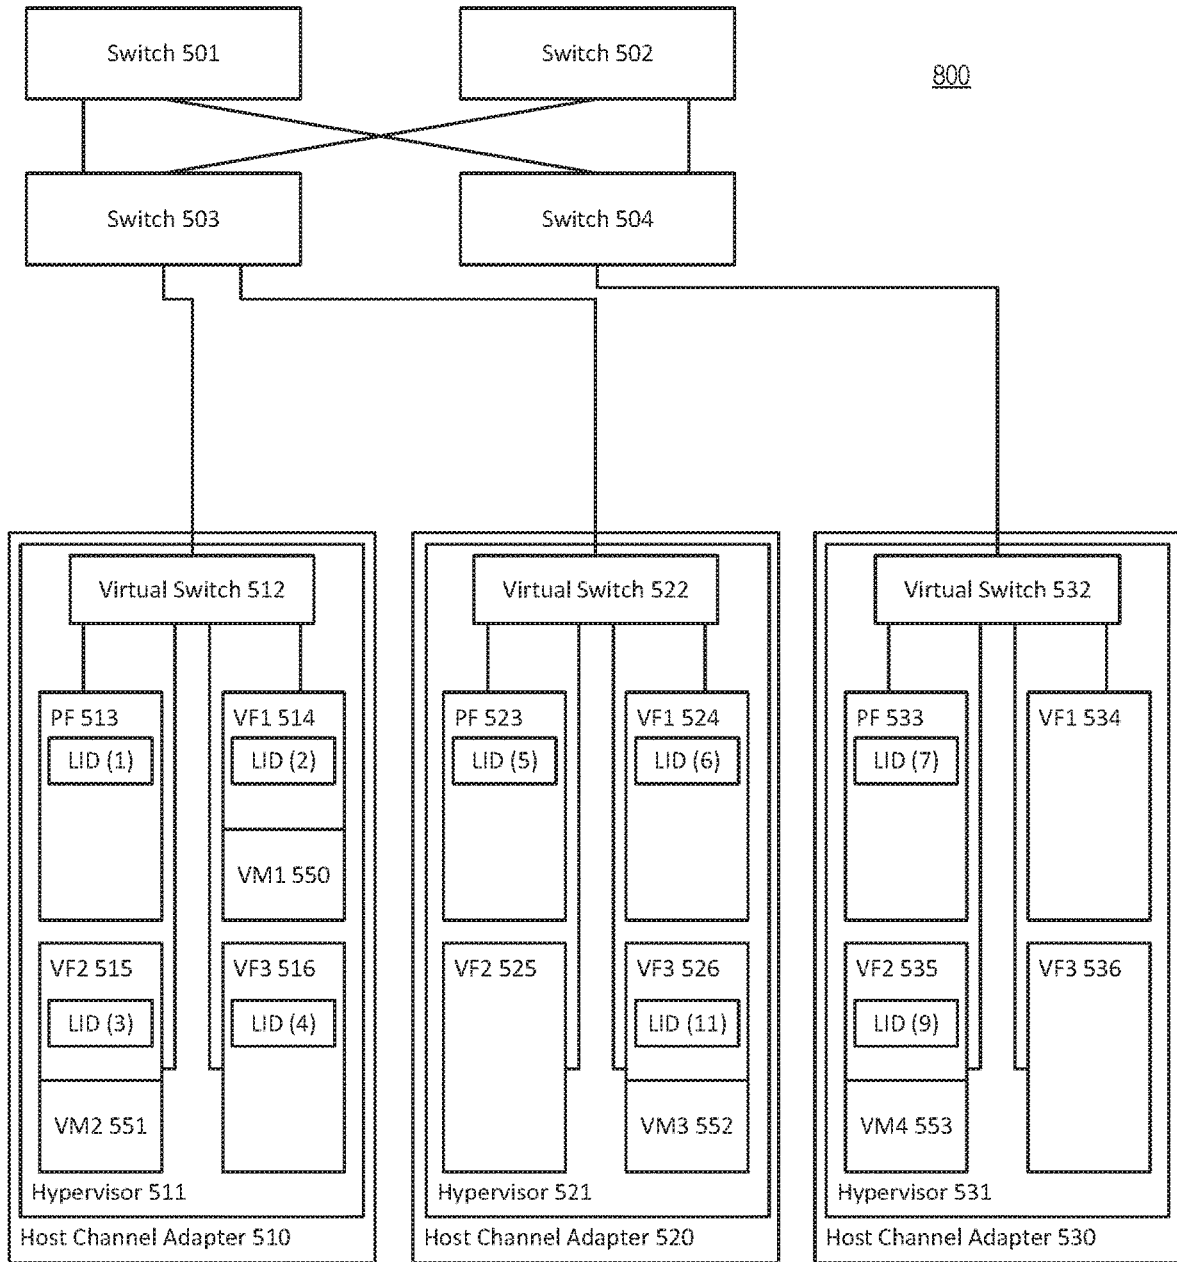 Switch 501
Switch 502
800
Switch 503
Switch 504
Virtual Switch 512
Virtual Switch 522
Virtual Switch 532
PF 513
LID (1)
VF1 514
LID (2)
VM1 550
VF2 515
LID (3)
VM2 551
VF3 516
LID (4)
Hypervisor 511
Host Channel Adapter 510
PF 523
LID (5)
VF1 524
LID (6)
VF2 525
VF3 526
LID (11)
VM3 552
Hypervisor 521
Host Channel Adapter 520
PF 533
LID (7)
VF1 534
VF2 535
LID (9)
VM4 553
VF3 536
Hypervisor 531
Host Channel Adapter 530